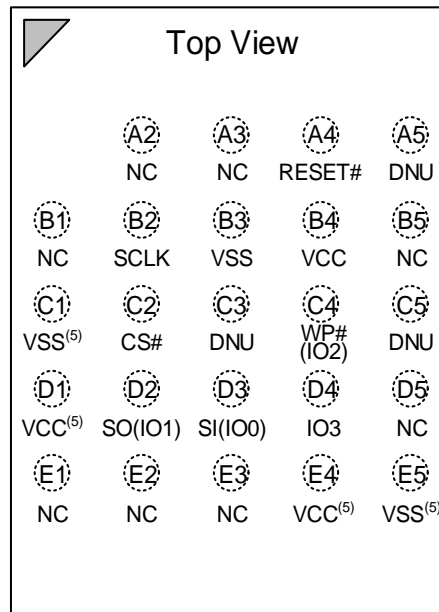 Top View
A2 A3 A4 A5
NC NC RESET# DNU
B1 B2 B3 B4 B5
NC SCLK VSS VCC NC
C1 C2 C3 C4 C5
VSS(5) CS# DNU WP# (IO2) DNU
D1 D2 D3 D4 D5
VCC(5) SO(IO1) SI(IO0) IO3 NC
E1 E2 E3 E4 E5
NC NC NC VCC(5) VSS(5)